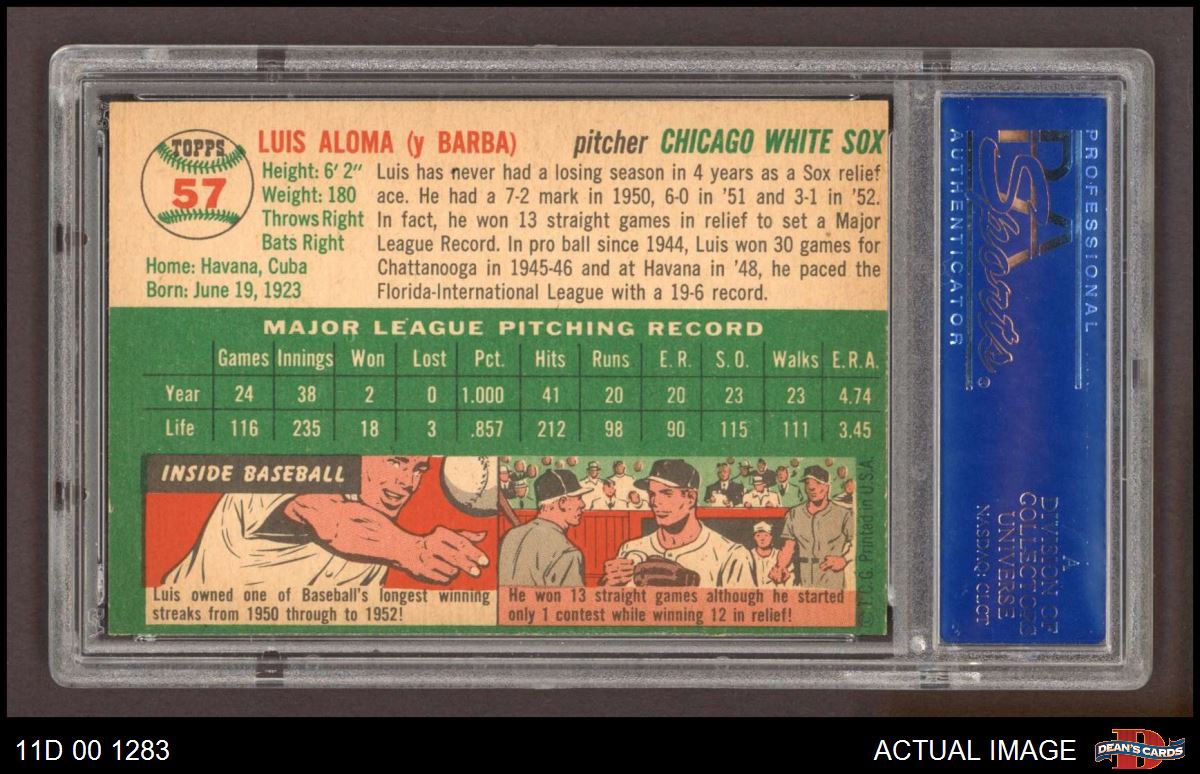 TOPPS
57
LUIS ALOMA (y BARBA) pitcher CHICAGO WHITE SOX
Height: 6' 2"
Weight: 180
Throws Right
Bats Right
Home: Havana, Cuba
Born: June 19, 1923
Luis has never had a losing season in 4 years as a Sox relief
ace. He had a 7-2 mark in 1950, 6-0 in '51 and 3-1 in '52.
In fact, he won 13 straight games in relief to set a Major
League Record. In pro ball since 1944, Luis won 30 games for
Chattanooga in 1945-46 and at Havana in '48, he paced the
Florida-International League with a 19-6 record.
MAJOR LEAGUE PITCHING RECORD
Games Innings Won Lost Pct. Hits Runs E. R. S. O. Walks E. R. A.
Year 24 38 2 0 1.000 41 20 20 23 23 4.74
Life 116 235 18 3 .857 212 98 90 115 111 3.45
INSIDE BASEBALL
Luis owned one of Baseball's longest winning
streaks from 1950 through to 1952!
He won 13 straight games although he started
only 1 contest while winning 12 in relief!
© T. C. G. Printed in U.S.A.
PROFESSIONAL
PSA
Sports
©
AUTHENTICATOR
A
DIVISION OF
COLLECTORS
UNIVERSE
NASDAQ: CLCT
11D 00 1283
ACTUAL IMAGE
D
DEAN'S CARDS